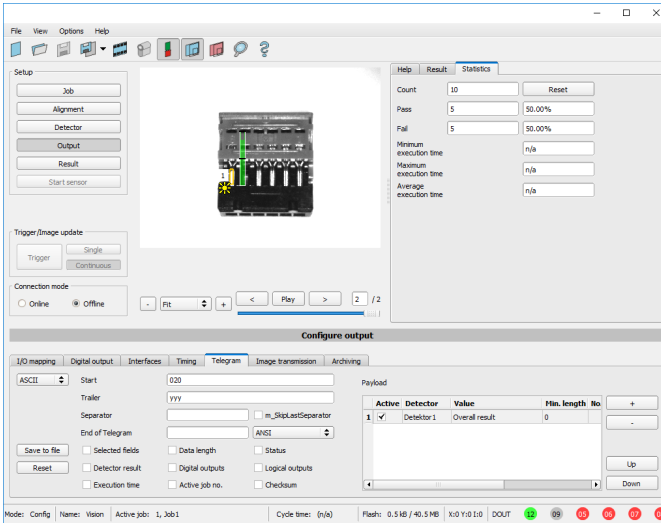 File View Options Help
Setup
Job
Alignment
Detector
Output
Result
Start sensor
Trigger/Image update
Trigger
Single
Continuous
Connection mode
Online Offline
1
- Fit + < Play > 2 /2
Help Result Statistics
Count 10 Reset
Pass 5 50.00%
Fail 5 50.00%
Minimum
execution time n/a
Maximum
execution time n/a
Average
execution time n/a
Configure output
I/O mapping Digital output Interfaces Timing Telegram Image transmission Archiving
ASCII Start 020
Trailer yyy
Separator m_SkipLastSeparator
End of Telegram ANSI
Save to file Selected fields Data length Status
Reset Detector result Digital outputs Logical outputs
Execution time Active job no. Checksum
Payload
Active Detector Value Min. length No.
1 Detektor1 Overall result 0
+
-
Up
Down
Mode: Config Name: Vision Active job: 1, Job1 Cycle time: (n/a) Flash: 0.5 kB / 40.5 MB X:0 Y:0 I:0 DOUT 12 09 05 06 07